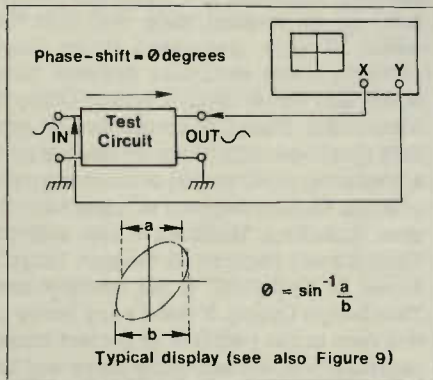 Phase-shift = Ø degrees
X Y
IN
Test
Circuit
OUT
a
b
Ø = sin⁻¹ a/b
Typical display (see also Figure 9)